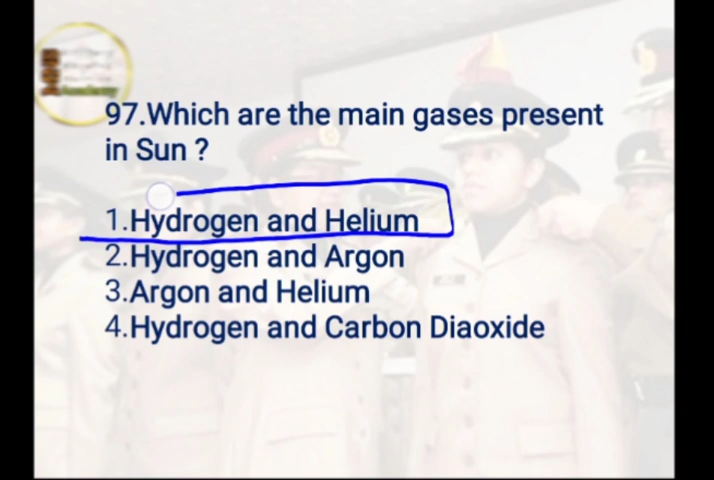 97.Which are the main gases present
in Sun ?
1.Hydrogen and Helium
2.Hydrogen and Argon
3.Argon and Helium
4.Hydrogen and Carbon Diaoxide